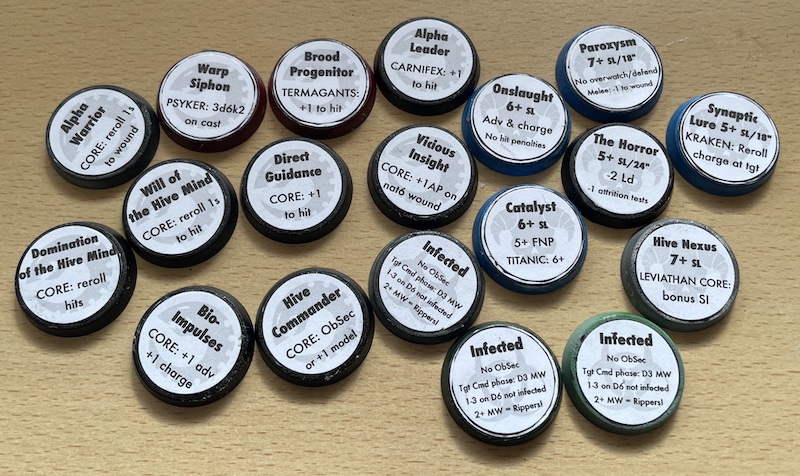 Alpha
Leader
CARNIFEX: +1
to hit
Paroxysm
7+ SL/18"
No overwatch/defend
Melee: -1 to wound
Warp
Siphon
PSYKER: 3d6k2
on cast
Brood
Progenitor
TERMAGANTS:
+1 to hit
Onslaught
6+ SL
Adv & charge
No hit penalties
Alpha
Warrior
CORE: reroll 1s
to wound
Synaptic
Lure 5+ SL/18"
KRAKEN: Reroll
charge at tgt
Vicious
Insight
CORE: +1AP on
nat6 wound
The Horror
5+ SL/24"
-2 Ld
-1 attrition tests
Direct
Guidance
CORE: +1
to hit
Will of
the Hive Mind
CORE: reroll 1s
to hit
Catalyst
6+ SL
5+ FNP
TITANIC: 6+
Domination
of the Hive Mind
CORE: reroll
hits
Infected
No ObSec
Tgt Cmd phase: D3 MW
1-3 on D6 not infected
2+ MW = Rippers!
Hive Nexus
7+ SL
LEVIATHAN CORE:
bonus SI
Bio-
Impulses
CORE: +1 adv,
+1 charge
Hive
Commander
CORE: ObSec
or +1 model
Infected
No ObSec
Tgt Cmd phase: D3 MW
1-3 on D6 not infected
2+ MW = Rippers!
Infected
No ObSec
Tgt Cmd phase: D3 MW
1-3 on D6 not infected
2+ MW = Rippers!